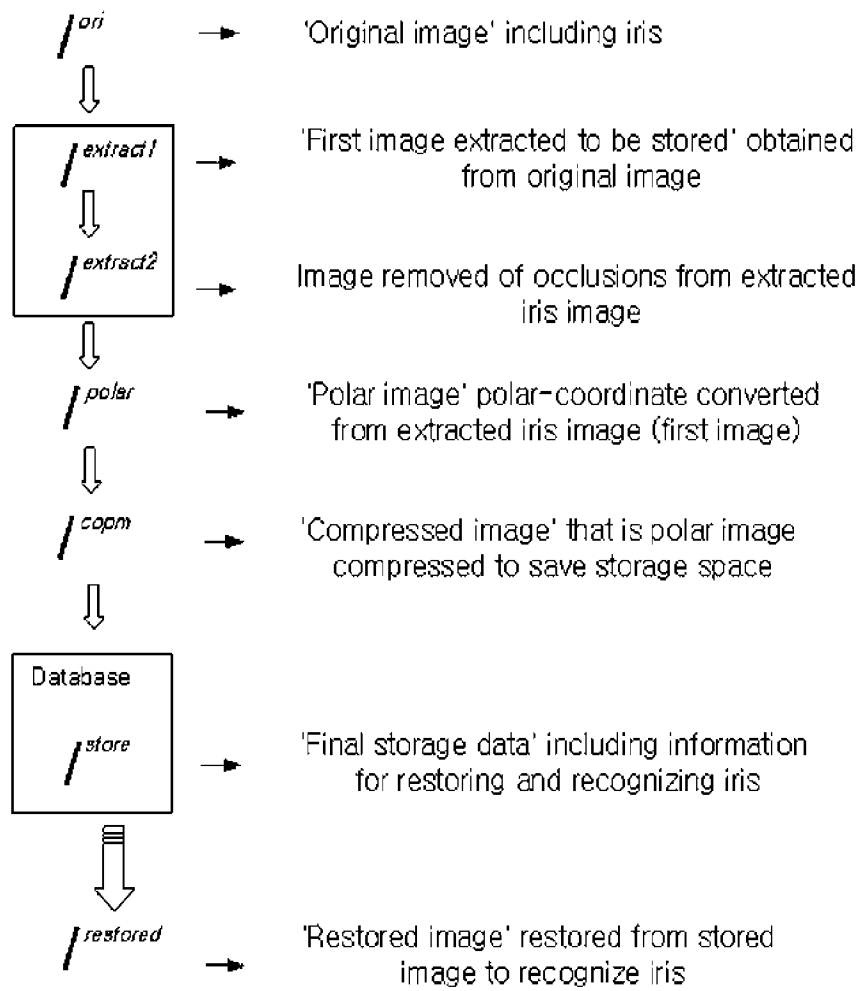 I ori
'Original image' including iris
I extract1
'First image extracted to be stored' obtained
from original image
I extract2
Image removed of occlusions from extracted
iris image
I polar
'Polar image' polar-coordinate converted
from extracted iris image (first image)
I copm
'Compressed image' that is polar image
compressed to save storage space
Database
I store
'Final storage data' including information
for restoring and recognizing iris
I restored
'Restored image' restored from stored
image to recognize iris